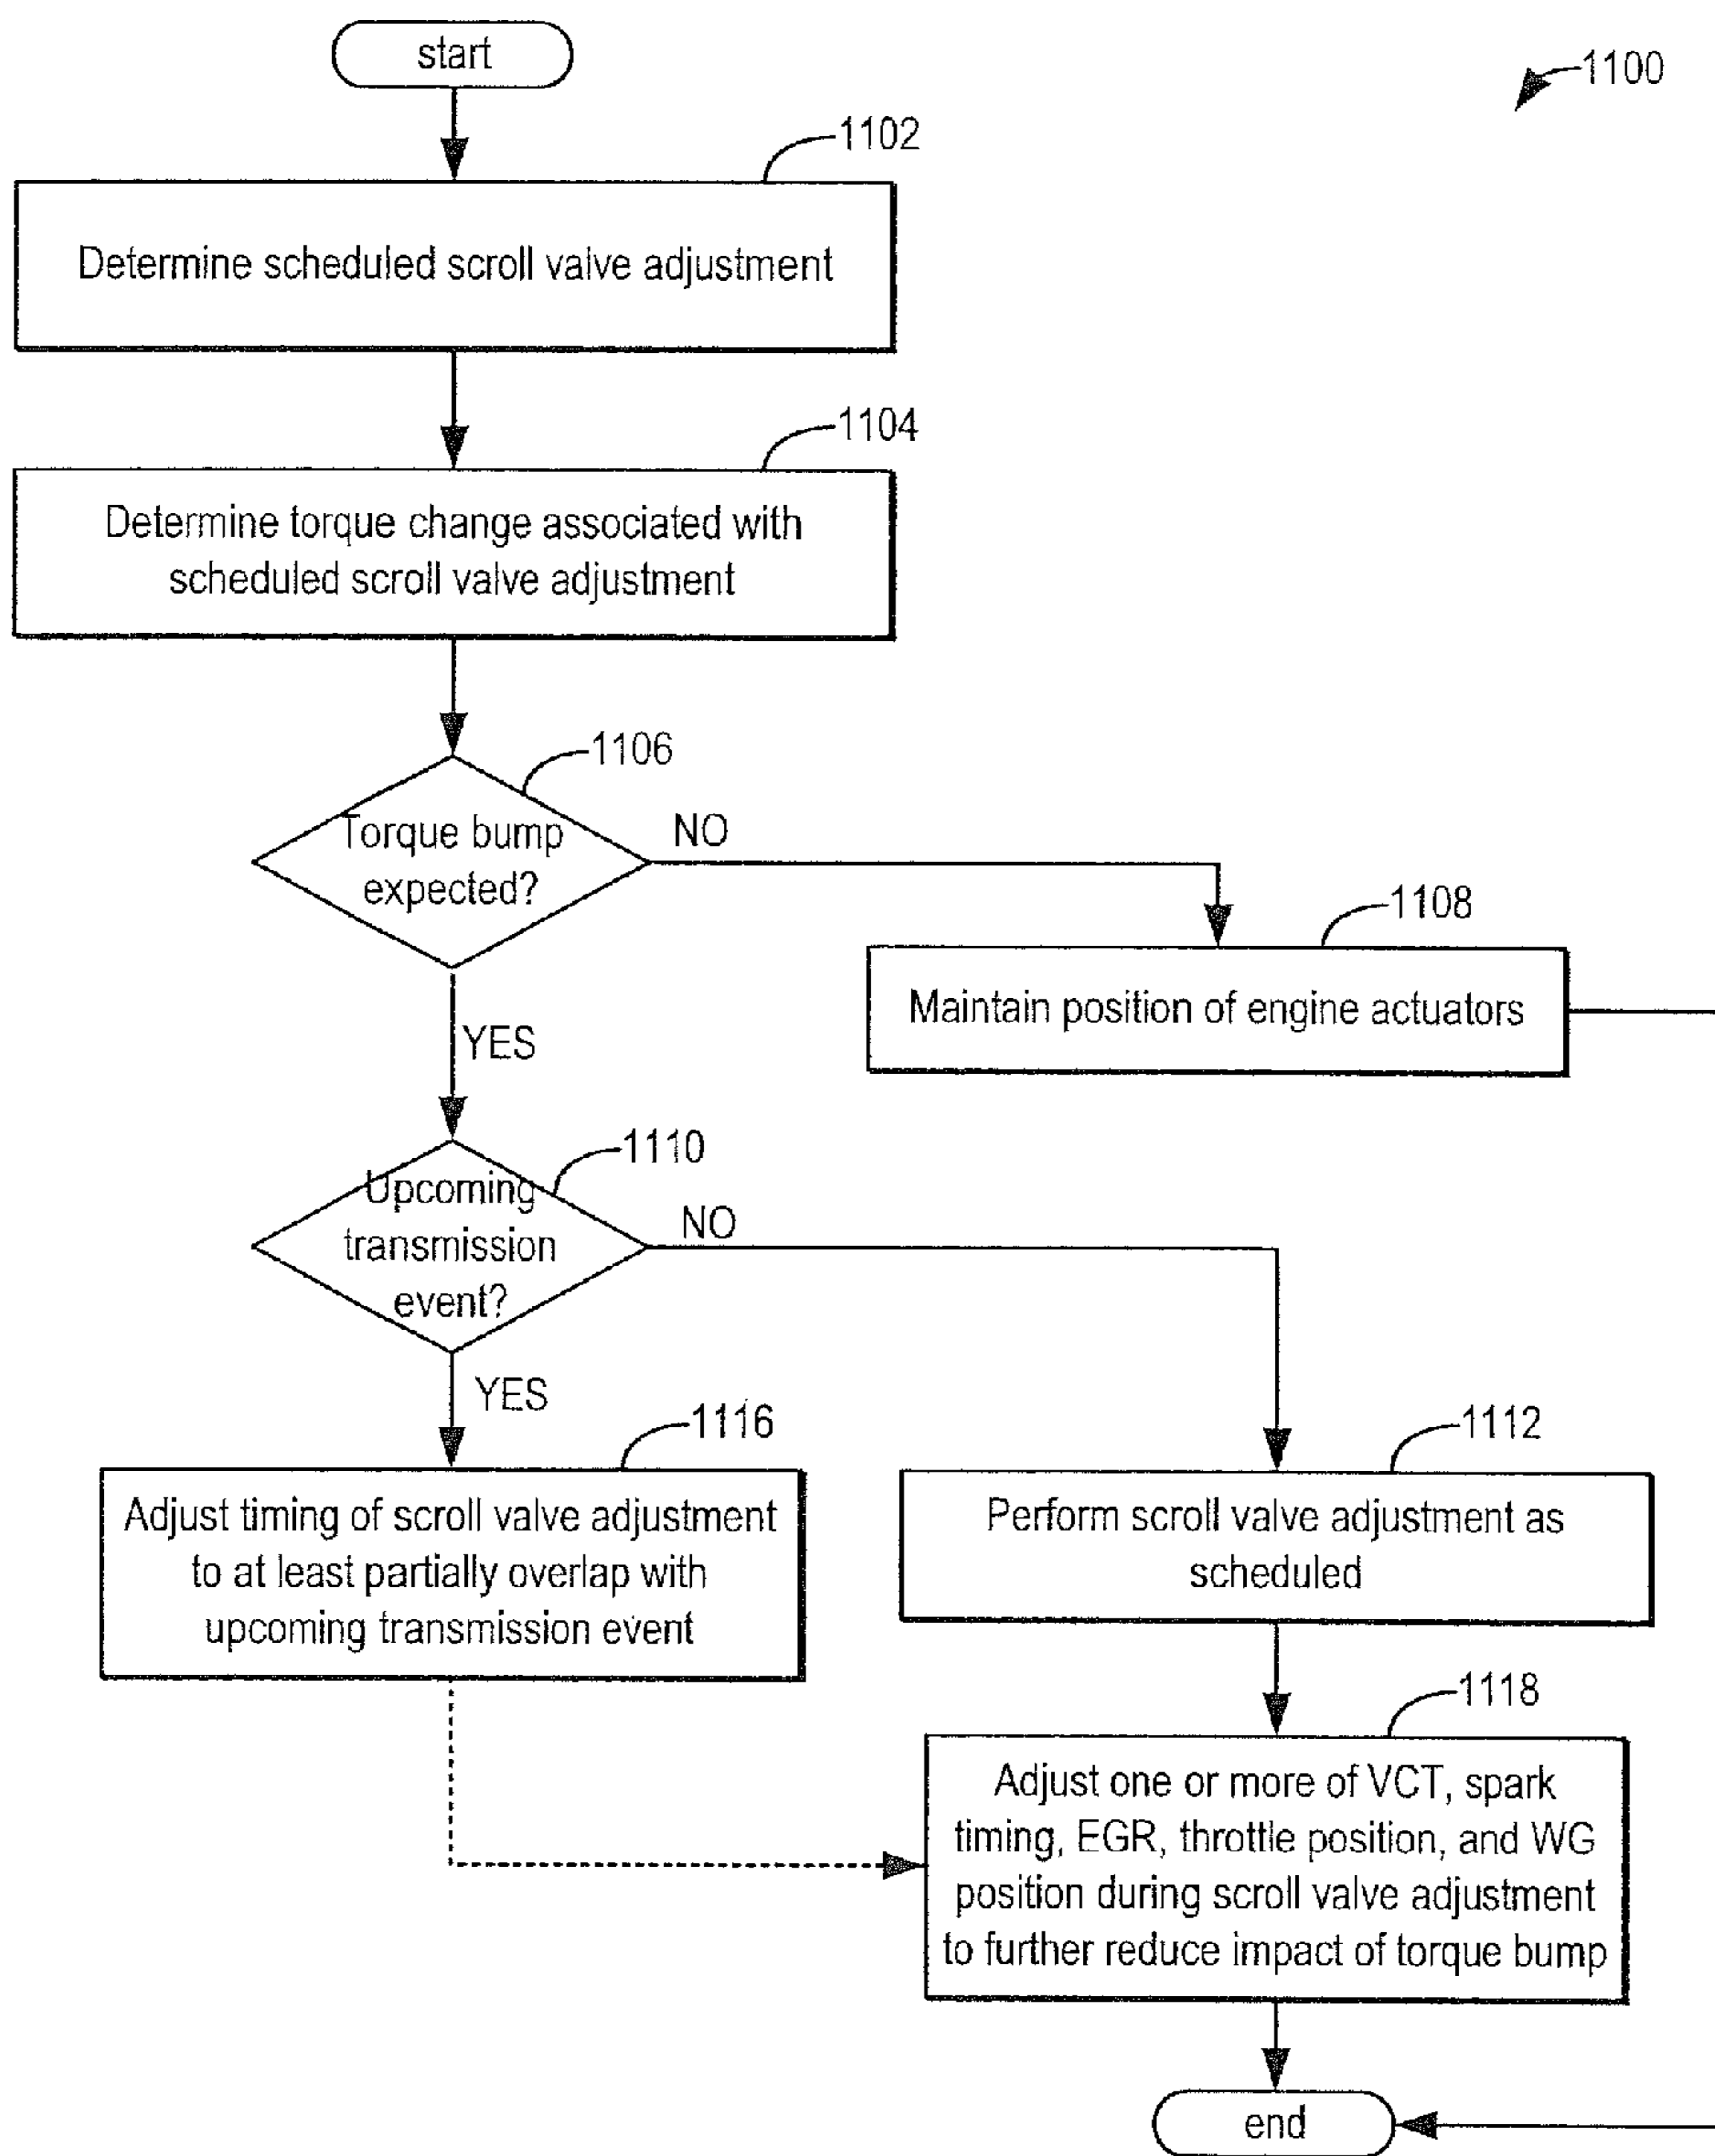 start
1100
1102
Determine scheduled scroll valve adjustment
1104
Determine torque change associated with
scheduled scroll valve adjustment
1106
Torque bump
expected?
NO
1108
Maintain position of engine actuators
YES
1110
Upcoming
transmission
event?
NO
YES
1116
Adjust timing of scroll valve adjustment
to at least partially overlap with
upcoming transmission event
1112
Perform scroll valve adjustment as
scheduled
1118
Adjust one or more of VCT, spark
timing, EGR, throttle position, and WG
position during scroll valve adjustment
to further reduce impact of torque bump
end